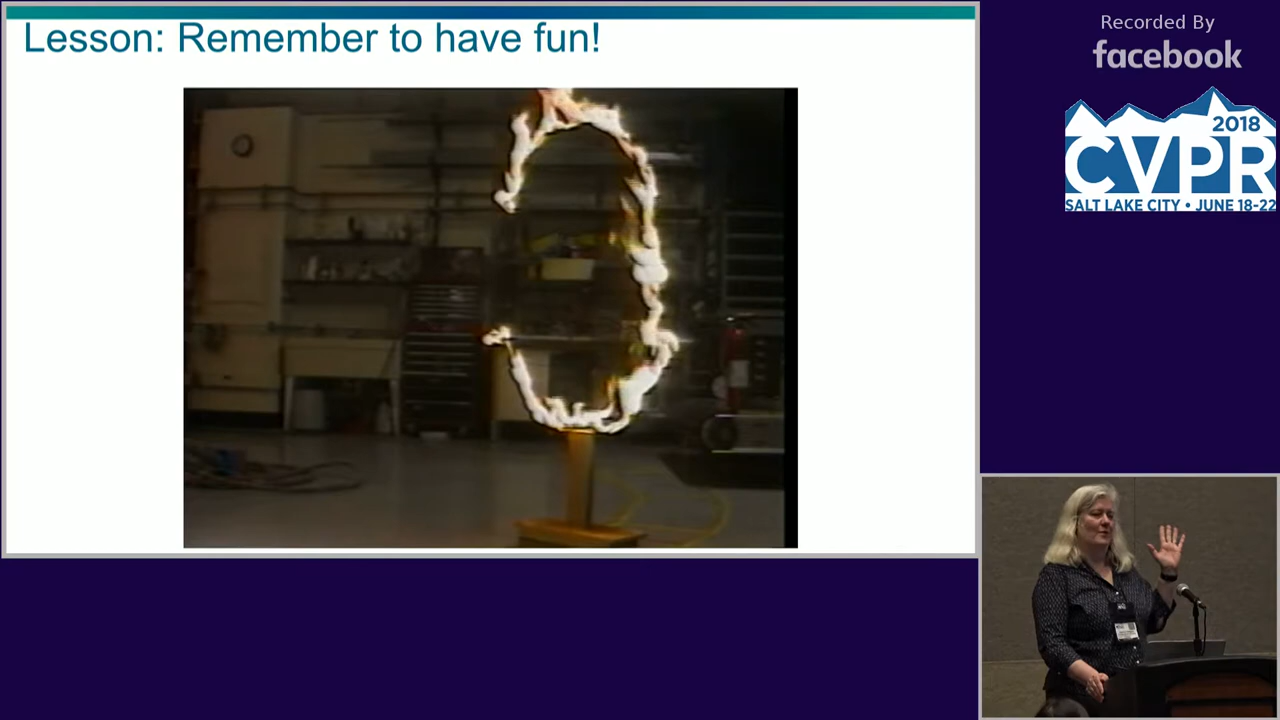 Lesson: Remember to have fun!
Recorded By
facebook
2018
CVPR
SALT LAKE CITY • JUNE 18-22